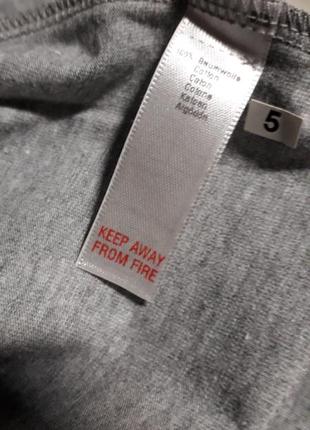 100% Baumwolle
Cotton
Coton
Cotone
Katoen
Algodón
5
KEEP AWAY
FROM FIRE